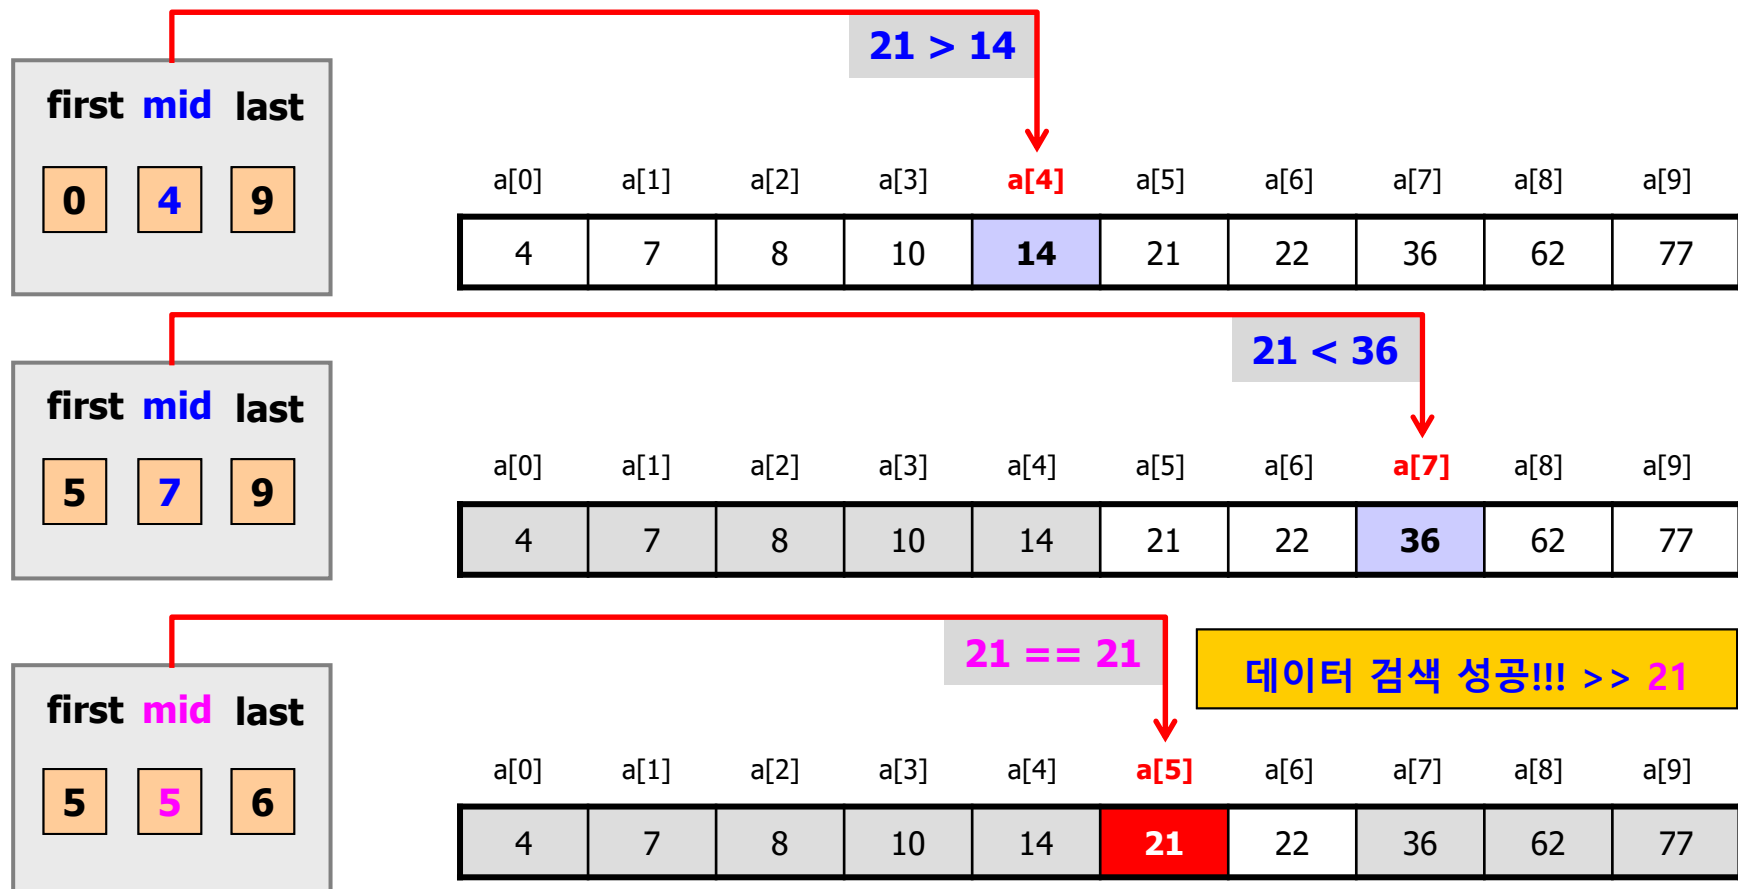 21 > 14
first mid last
0 4 9
a[0] a[1] a[2] a[3] a[4] a[5] a[6] a[7] a[8] a[9]
4 7 8 10 14 21 22 36 62 77
21 < 36
first mid last
5 7 9
a[0] a[1] a[2] a[3] a[4] a[5] a[6] a[7] a[8] a[9]
4 7 8 10 14 21 22 36 62 77
21 == 21
데이터 검색 성공!!! >> 21
first mid last
5 5 6
a[0] a[1] a[2] a[3] a[4] a[5] a[6] a[7] a[8] a[9]
4 7 8 10 14 21 22 36 62 77